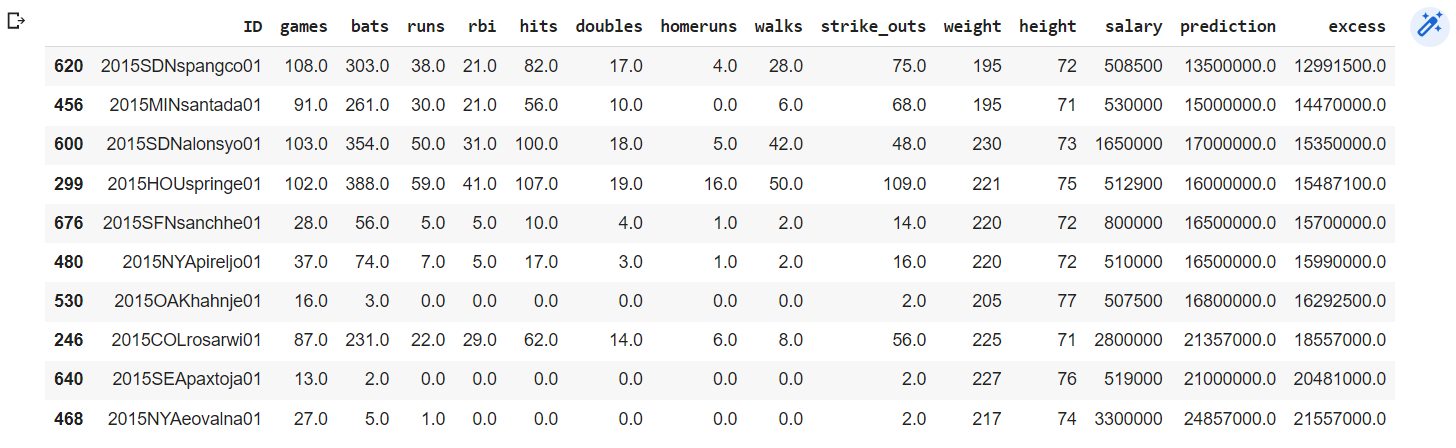 ID games bats runs rbi hits doubles homeruns walks strike_outs weight height salary prediction excess
620 2015SDNspangco01 108.0 303.0 38.0 21.0 82.0 17.0 4.0 28.0 75.0 195 72 508500 13500000.0 12991500.0
456 2015MINsantada01 91.0 261.0 30.0 21.0 56.0 10.0 0.0 6.0 68.0 195 71 530000 15000000.0 14470000.0
600 2015SDNalonsyo01 103.0 354.0 50.0 31.0 100.0 18.0 5.0 42.0 48.0 230 73 1650000 17000000.0 15350000.0
299 2015HOUspringe01 102.0 388.0 59.0 41.0 107.0 19.0 16.0 50.0 109.0 221 75 512900 16000000.0 15487100.0
676 2015SFNsanchhe01 28.0 56.0 5.0 5.0 10.0 4.0 1.0 2.0 14.0 220 72 800000 16500000.0 15700000.0
480 2015NYApireljo01 37.0 74.0 7.0 5.0 17.0 3.0 1.0 2.0 16.0 220 72 510000 16500000.0 15990000.0
530 2015OAKhahnje01 16.0 3.0 0.0 0.0 0.0 0.0 0.0 0.0 2.0 205 77 507500 16800000.0 16292500.0
246 2015COLrosarwi01 87.0 231.0 22.0 29.0 62.0 14.0 6.0 8.0 56.0 225 71 2800000 21357000.0 18557000.0
640 2015SEApaxtoja01 13.0 2.0 0.0 0.0 0.0 0.0 0.0 0.0 2.0 227 76 519000 21000000.0 20481000.0
468 2015NYAeovalna01 27.0 5.0 1.0 0.0 0.0 0.0 0.0 0.0 2.0 217 74 3300000 24857000.0 21557000.0